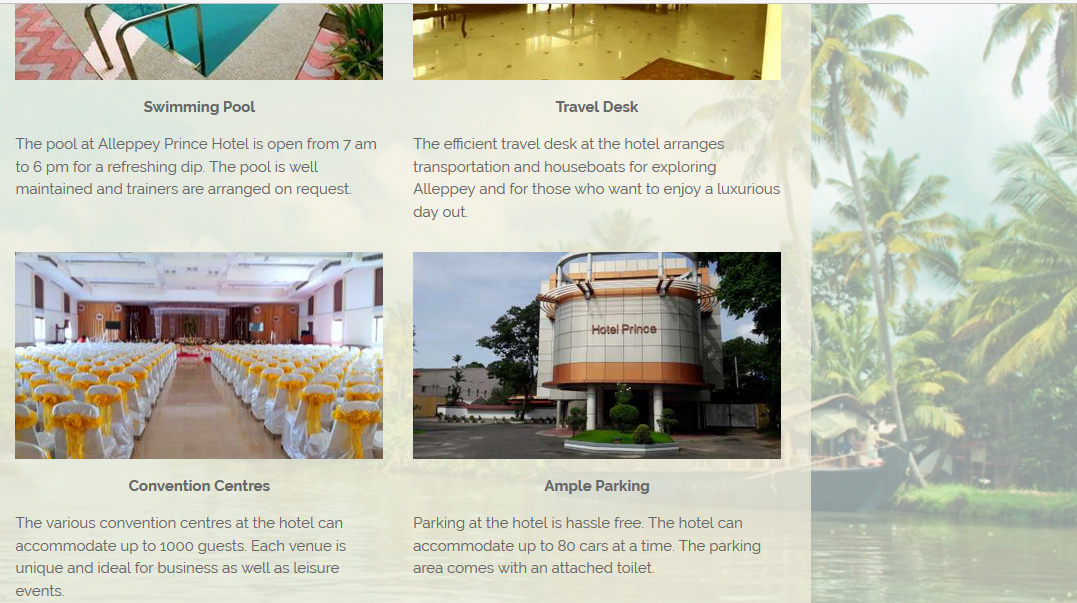 Swimming Pool
The pool at Alleppey Prince Hotel is open from 7 am
to 6 pm for a refreshing dip. The pool is well
maintained and trainers are arranged on request.
Travel Desk
The efficient travel desk at the hotel arranges
transportation and houseboats for exploring
Alleppey and for those who want to enjoy a luxurious
day out.
Hotel Prince
Convention Centres
The various convention centres at the hotel can
accommodate up to 1000 guests. Each venue is
unique and ideal for business as well as leisure
events.
Ample Parking
Parking at the hotel is hassle free. The hotel can
accommodate up to 80 cars at a time. The parking
area comes with an attached toilet.